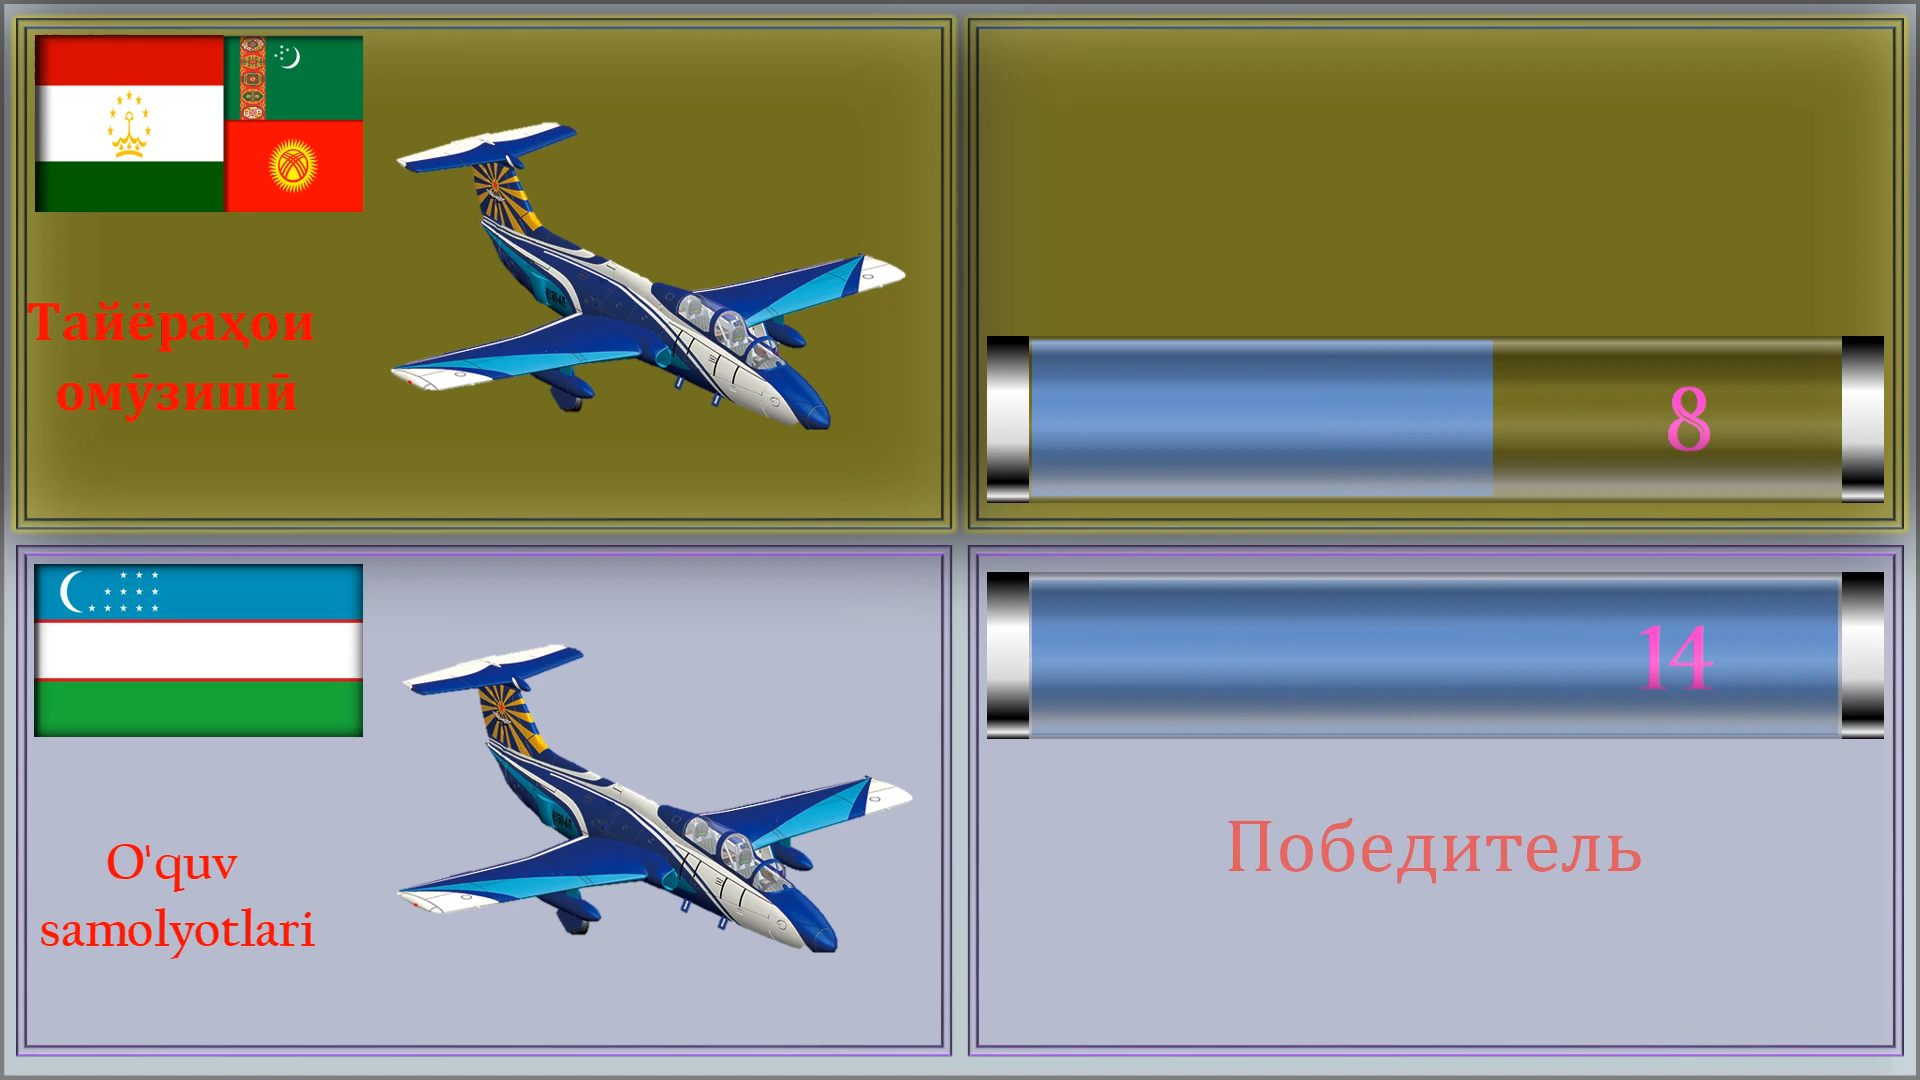 Тайёраҳои
омӯзишӣ
8
O'quv
samolyotlari
14
Победитель